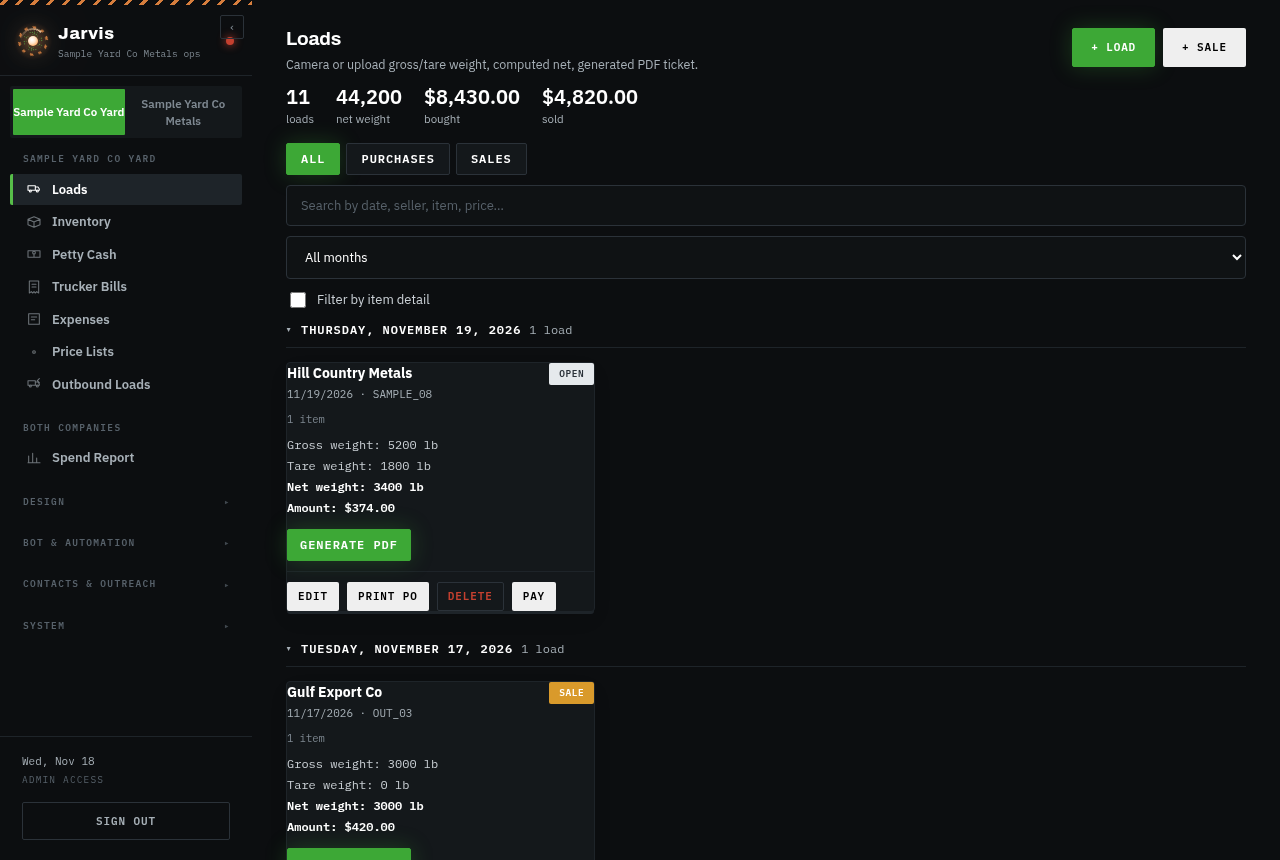 Jarvis
Sample Yard Co Metals ops
‹
Sample Yard Co Yard
Sample Yard Co
Metals
SAMPLE YARD CO YARD
Loads
Inventory
Petty Cash
Trucker Bills
Expenses
Price Lists
Outbound Loads
BOTH COMPANIES
Spend Report
DESIGN
BOT & AUTOMATION
CONTACTS & OUTREACH
SYSTEM
Wed, Nov 18
ADMIN ACCESS
SIGN OUT
Loads
Camera or upload gross/tare weight, computed net, generated PDF ticket.
+ LOAD
+ SALE
11 44,200 $8,430.00 $4,820.00
loads net weight bought sold
ALL PURCHASES SALES
Search by date, seller, item, price...
All months
Filter by item detail
▾ THURSDAY, NOVEMBER 19, 2026 1 load
Hill Country Metals OPEN
11/19/2026 · SAMPLE_08
1 item
Gross weight: 5200 lb
Tare weight: 1800 lb
Net weight: 3400 lb
Amount: $374.00
GENERATE PDF
EDIT PRINT PO DELETE PAY
▾ TUESDAY, NOVEMBER 17, 2026 1 load
Gulf Export Co SALE
11/17/2026 · OUT_03
1 item
Gross weight: 3000 lb
Tare weight: 0 lb
Net weight: 3000 lb
Amount: $420.00